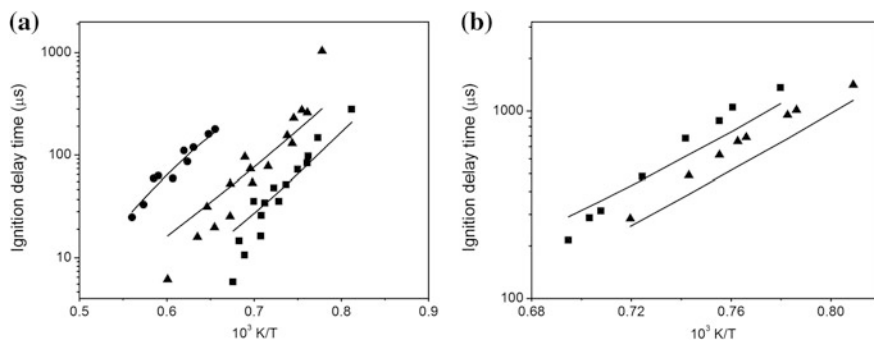 (a)
Ignition delay time (μs)
1000
100
10
0.5 0.6 0.7 0.8 0.9
10³ K/T
(b)
Ignition delay time (μs)
1000
100
0.68 0.72 0.76 0.80
10³ K/T